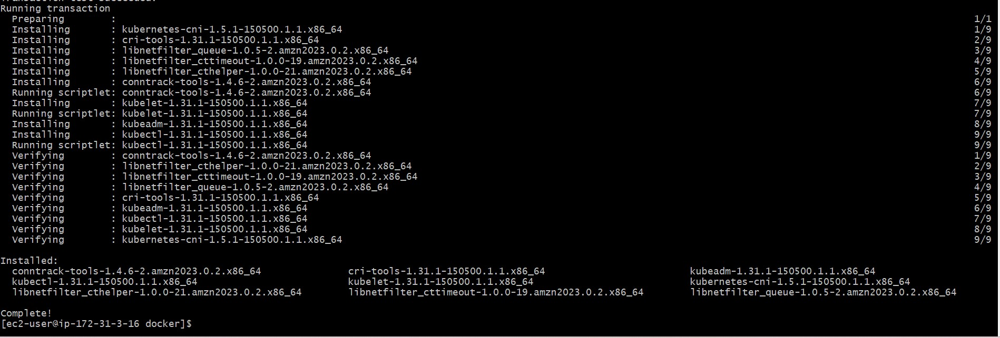 Transaction test succeeded.
Running transaction
  Preparing        :                                                        1/1
  Installing       : kubernetes-cni-1.5.1-150500.1.1.x86_64                 1/9
  Installing       : cri-tools-1.31.1-150500.1.1.x86_64                     2/9
  Installing       : libnetfilter_queue-1.0.5-2.amzn2023.0.2.x86_64         3/9
  Installing       : libnetfilter_cttimeout-1.0.0-19.amzn2023.0.2.x86_64    4/9
  Installing       : libnetfilter_cthelper-1.0.0-21.amzn2023.0.2.x86_64     5/9
  Installing       : conntrack-tools-1.4.6-2.amzn2023.0.2.x86_64            6/9
  Running scriptlet: conntrack-tools-1.4.6-2.amzn2023.0.2.x86_64            6/9
  Installing       : kubelet-1.31.1-150500.1.1.x86_64                       7/9
  Running scriptlet: kubelet-1.31.1-150500.1.1.x86_64                       7/9
  Installing       : kubeadm-1.31.1-150500.1.1.x86_64                       8/9
  Installing       : kubectl-1.31.1-150500.1.1.x86_64                       9/9
  Running scriptlet: kubectl-1.31.1-150500.1.1.x86_64                       9/9
  Verifying        : conntrack-tools-1.4.6-2.amzn2023.0.2.x86_64            1/9
  Verifying        : libnetfilter_cthelper-1.0.0-21.amzn2023.0.2.x86_64     2/9
  Verifying        : libnetfilter_cttimeout-1.0.0-19.amzn2023.0.2.x86_64    3/9
  Verifying        : libnetfilter_queue-1.0.5-2.amzn2023.0.2.x86_64         4/9
  Verifying        : cri-tools-1.31.1-150500.1.1.x86_64                     5/9
  Verifying        : kubeadm-1.31.1-150500.1.1.x86_64                       6/9
  Verifying        : kubectl-1.31.1-150500.1.1.x86_64                       7/9
  Verifying        : kubelet-1.31.1-150500.1.1.x86_64                       8/9
  Verifying        : kubernetes-cni-1.5.1-150500.1.1.x86_64                 9/9

Installed:
  conntrack-tools-1.4.6-2.amzn2023.0.2.x86_64           cri-tools-1.31.1-150500.1.1.x86_64                     kubeadm-1.31.1-150500.1.1.x86_64
  kubectl-1.31.1-150500.1.1.x86_64                      kubelet-1.31.1-150500.1.1.x86_64                       kubernetes-cni-1.5.1-150500.1.1.x86_64
  libnetfilter_cthelper-1.0.0-21.amzn2023.0.2.x86_64    libnetfilter_cttimeout-1.0.0-19.amzn2023.0.2.x86_64    libnetfilter_queue-1.0.5-2.amzn2023.0.2.x86_64

Complete!
[ec2-user@ip-172-31-3-16 docker]$